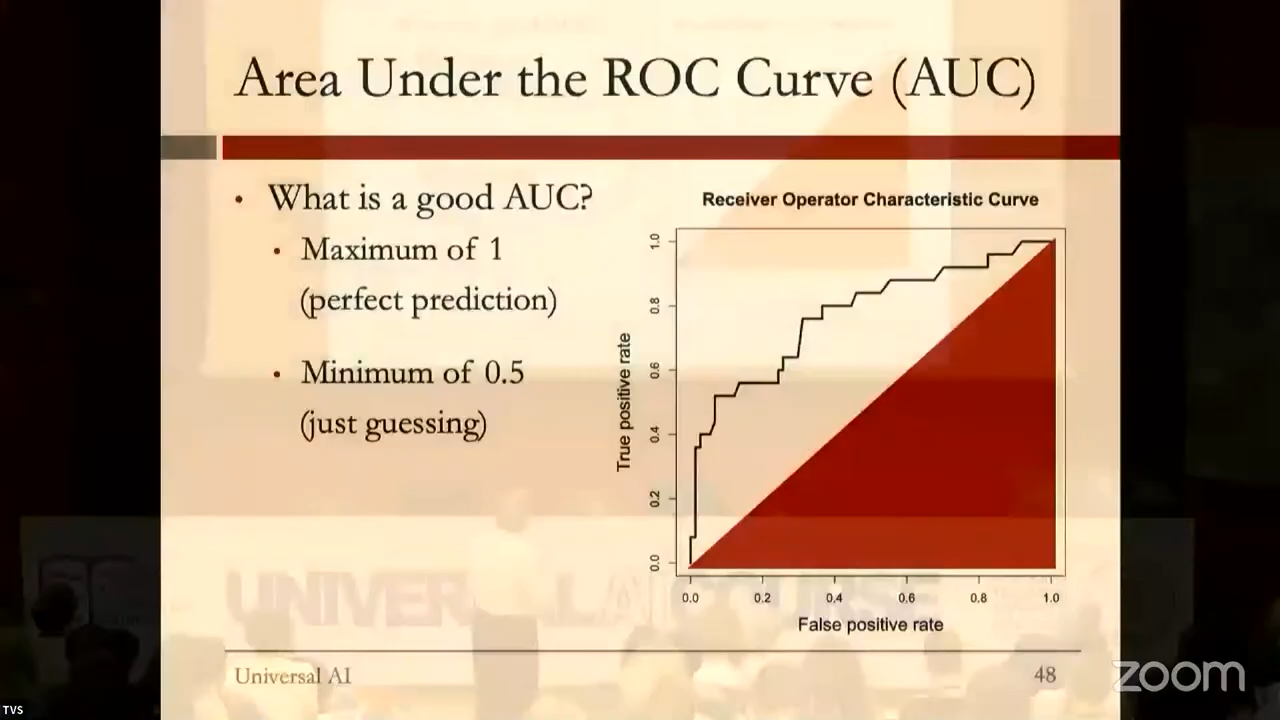 Area Under the ROC Curve (AUC)
• What is a good AUC?
• Maximum of 1
(perfect prediction)
• Minimum of 0.5
(just guessing)
Receiver Operator Characteristic Curve
True positive rate
1.0
0.8
0.6
0.4
0.2
0.0
0.0 0.2 0.4 0.6 0.8 1.0
False positive rate
UNIVERSAL AI COURSE
Universal AI
48
zoom
TVS